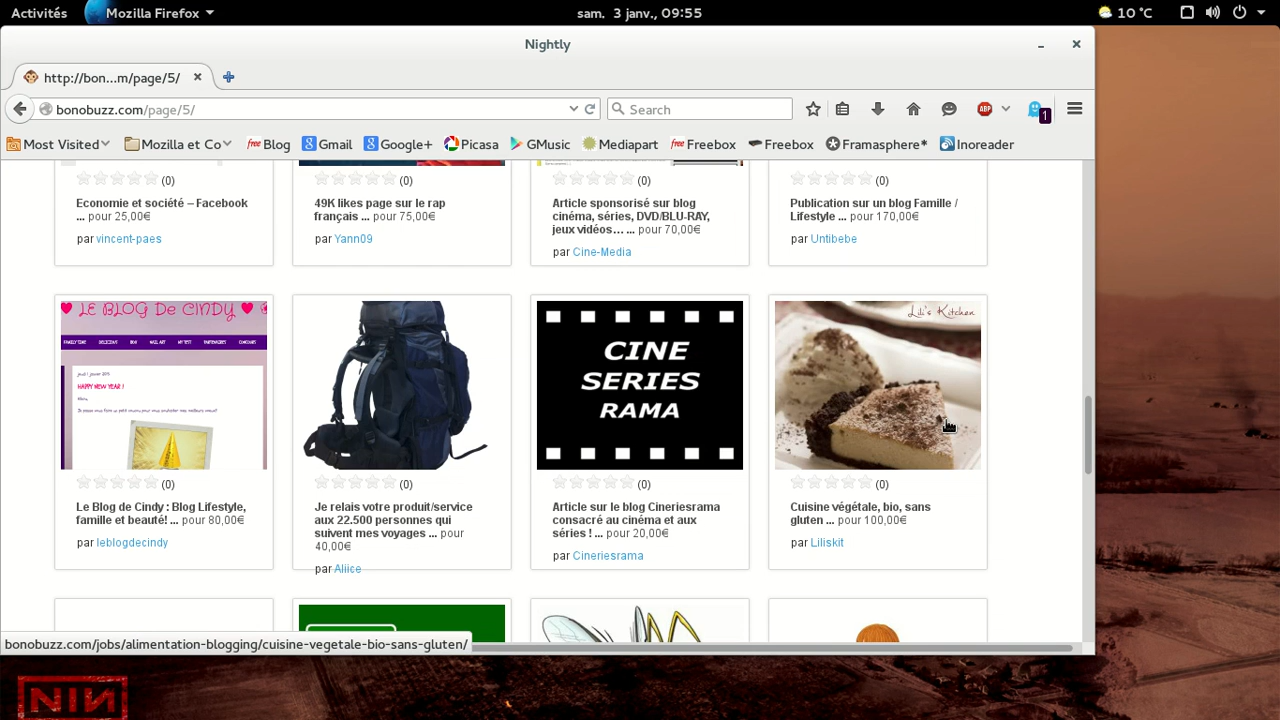 Activités
Mozilla Firefox
sam. 3 janv., 09:55
10 °C
Nightly
http://bon...m/page/5/
bonobuzz.com/page/5/
Search
ABP
1
Most Visited
Mozilla et Co
free Blog
Gmail
Google+
Picasa
GMusic
Mediapart
free Freebox
Freebox
Framasphere*
Inoreader
(0)
(0)
(0)
(0)
Economie et société – Facebook
... pour 25,00€
par vincent-paes
49K likes page sur le rap
français ... pour 75,00€
par Yann09
Article sponsorisé sur blog
cinéma, séries, DVD/BLU-RAY,
jeux vidéos… ... pour 70,00€
par Cine-Media
Publication sur un blog Famille /
Lifestyle ... pour 170,00€
par Untibebe
LE BLOG De CINDY
HAPPY NEW YEAR !
(0)
Le Blog de Cindy : Blog Lifestyle,
famille et beauté! ... pour 80,00€
par leblogdecindy
(0)
Je relais votre produit/service
aux 22.500 personnes qui
suivent mes voyages ... pour
40,00€
par Aliice
CINE
SERIES
RAMA
(0)
Article sur le blog Cineriesrama
consacré au cinéma et aux
séries ! ... pour 20,00€
par Cineriesrama
Lili's Kitchen
(0)
Cuisine végétale, bio, sans
gluten ... pour 100,00€
par Liliskit
bonobuzz.com/jobs/alimentation-blogging/cuisine-vegetale-bio-sans-gluten/
NIN